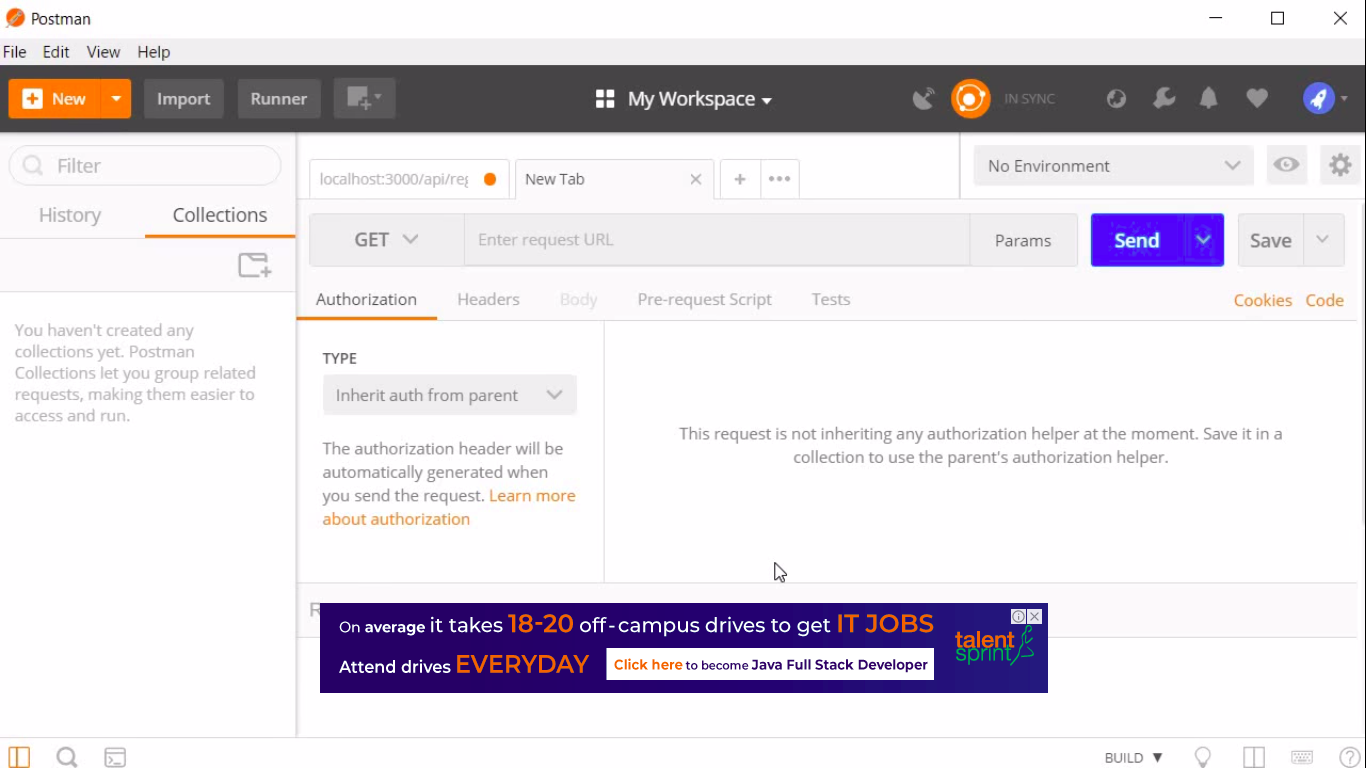 Postman
File Edit View Help
New Import Runner My Workspace IN SYNC
Filter
History Collections
You haven't created any
collections yet. Postman
Collections let you group related
requests, making them easier to
access and run.
localhost:3000/api/reg New Tab ••• No Environment
GET Enter request URL Params Send Save
Authorization Headers Body Pre-request Script Tests Cookies Code
TYPE
Inherit auth from parent
The authorization header will be
automatically generated when
you send the request. Learn more
about authorization
This request is not inheriting any authorization helper at the moment. Save it in a
collection to use the parent's authorization helper.
On average it takes 18-20 off-campus drives to get IT JOBS
Attend drives EVERYDAY Click here to become Java Full Stack Developer
talent
sprint
BUILD